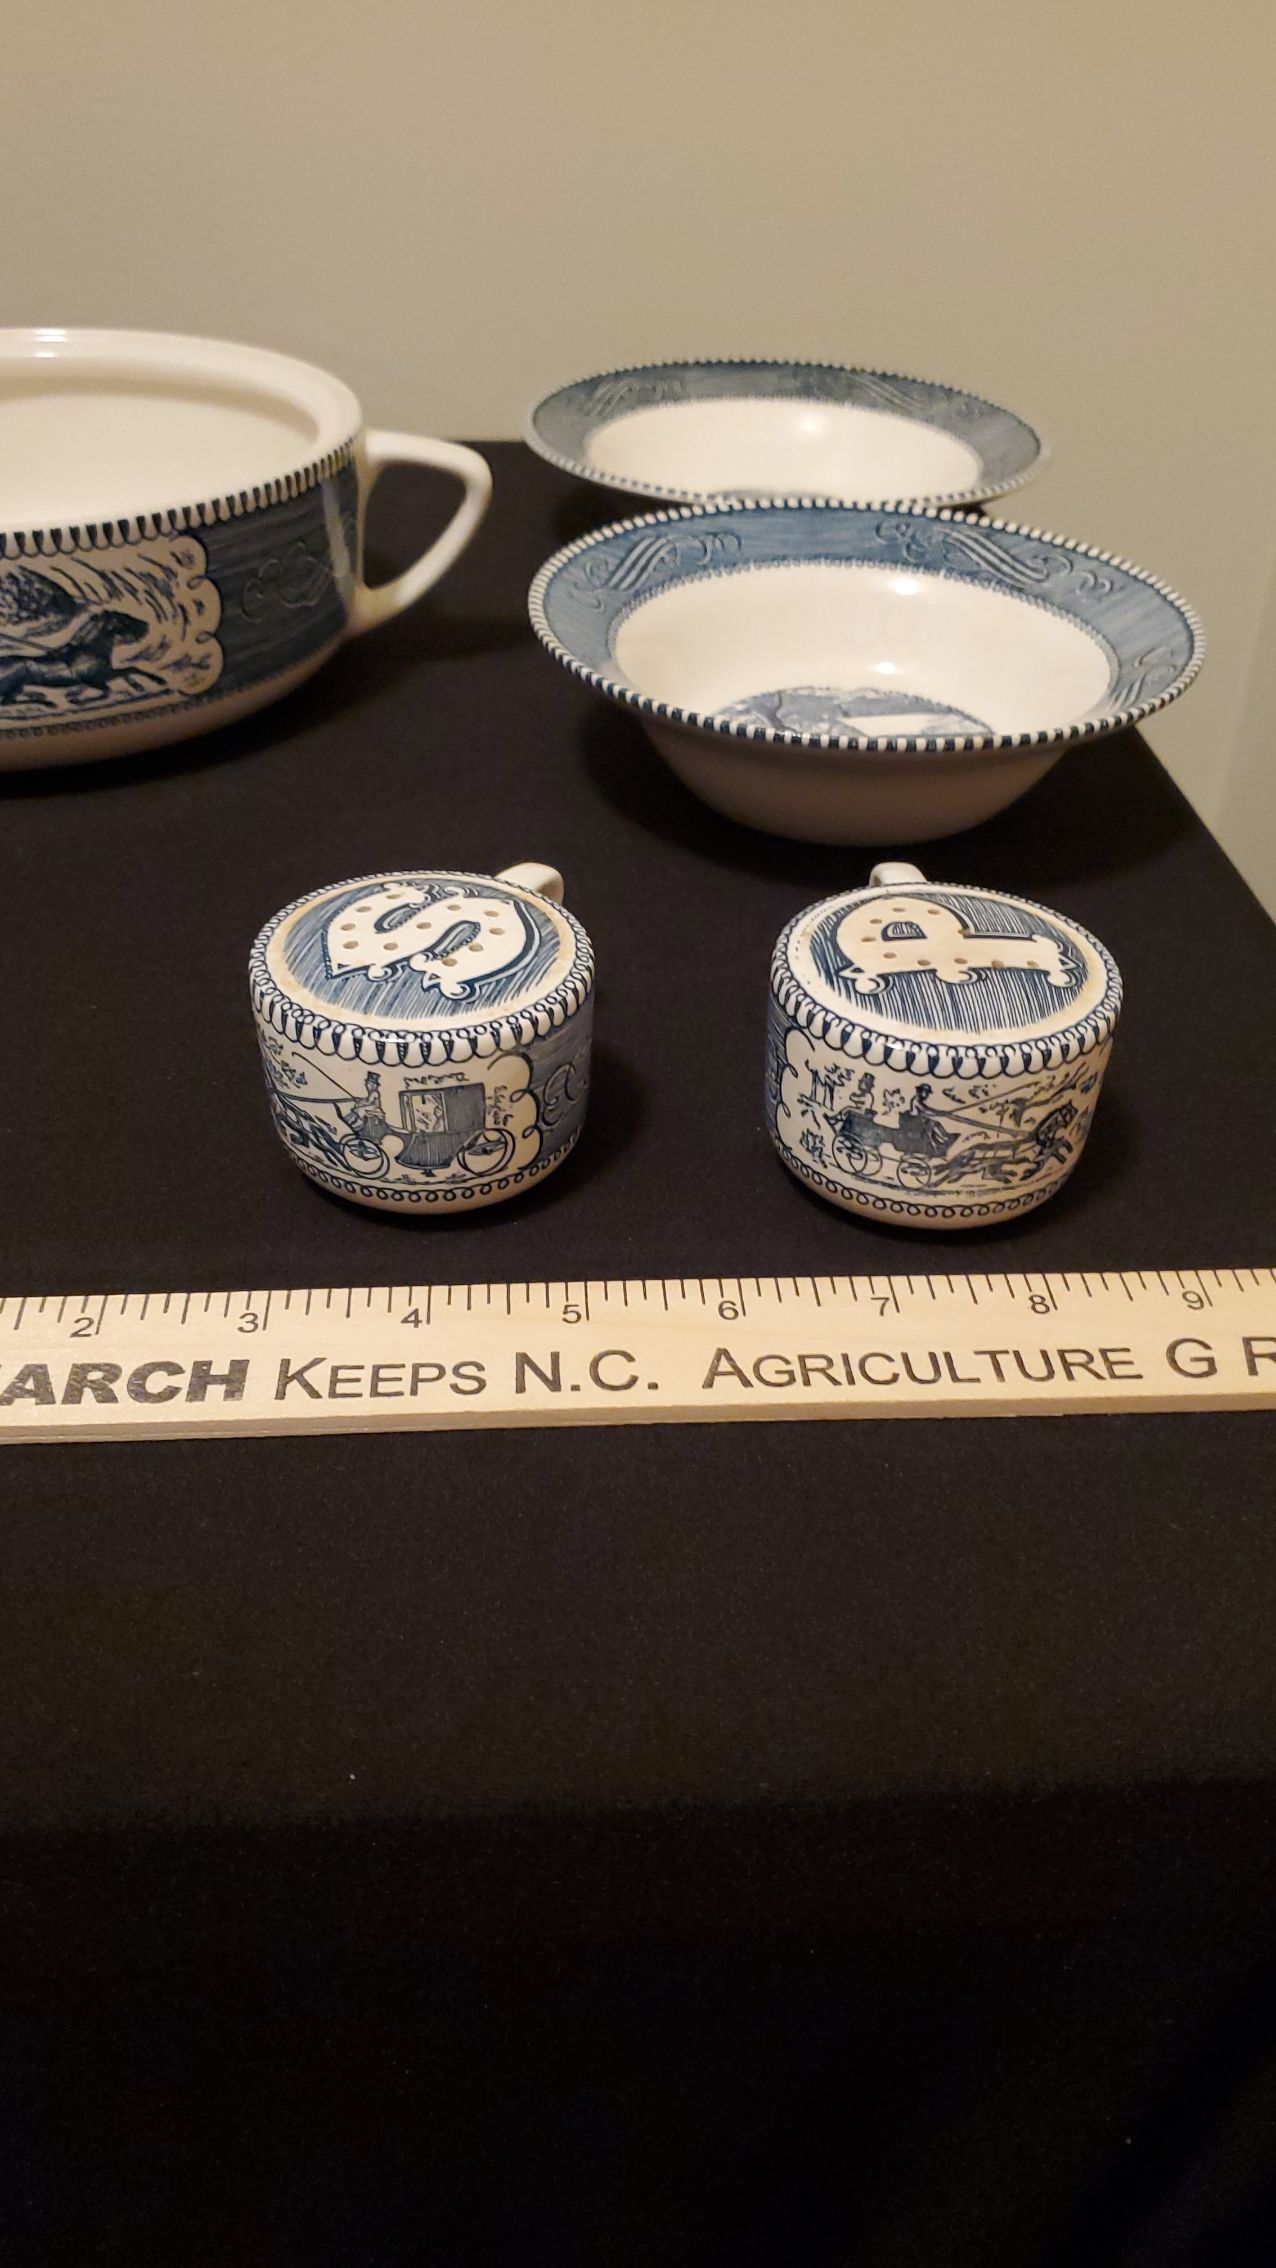 S
P
2 3 4 5 6 7 8 9
ARCH KEEPS N.C. AGRICULTURE G R